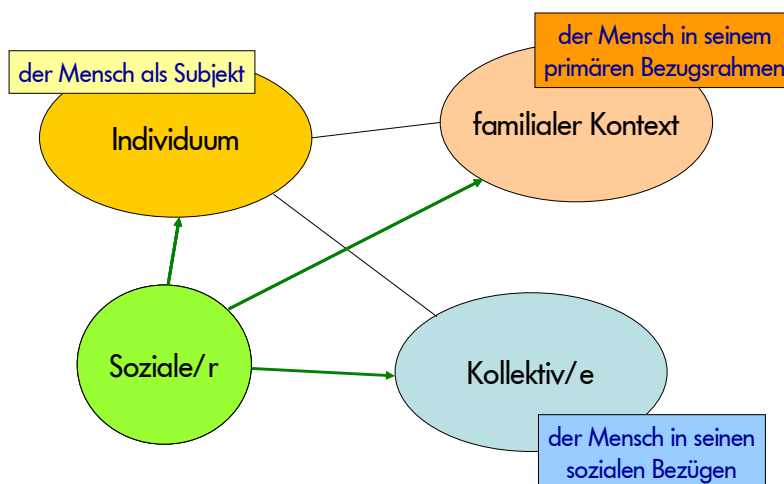 der Mensch in seinem
primären Bezugsrahmen
der Mensch als Subjekt
Individuum
familialer Kontext
Soziale/r
Kollektiv/e
der Mensch in seinen
sozialen Bezügen